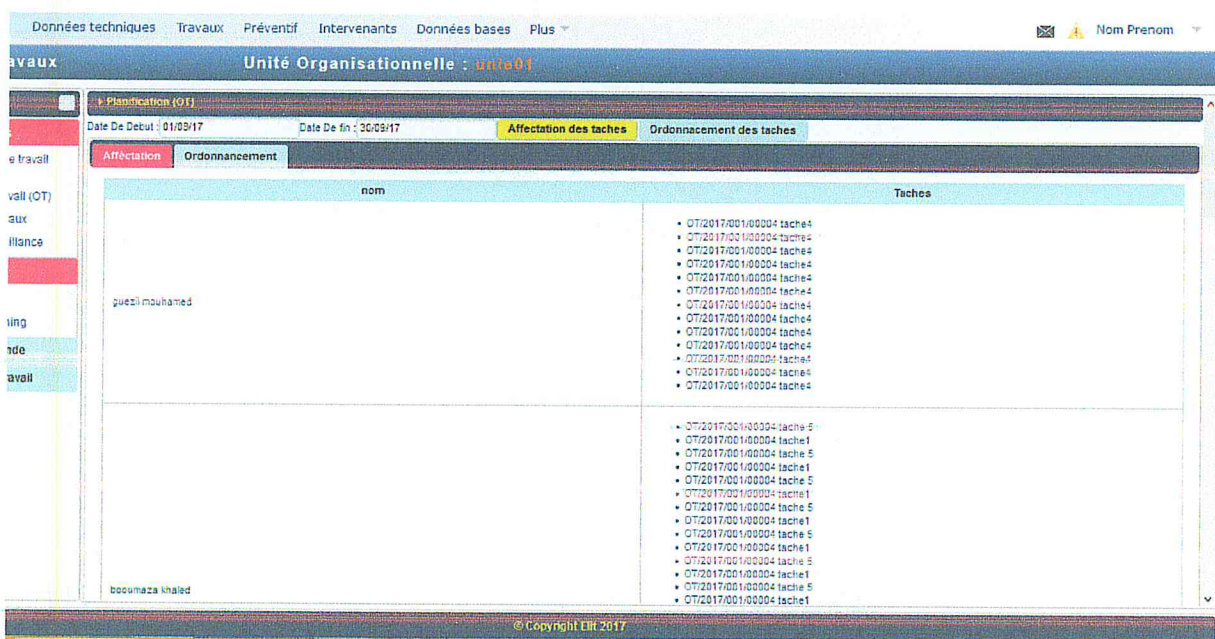 Données techniques Travaux Préventif Intervenants Données bases Plus Nom Prenom
avaux Unité Organisationnelle : unite01
Planification (OT)
Date De Debut : 01/09/17 Date De fin : 30/09/17 Affectation des taches Ordonnacement des taches
Afféctation Ordonnancement
e travail
nom Taches
vail (OT)
aux
illance
• OT/2017/001/00004 tache4
• OT/2017/001/00004 tache4
• OT/2017/001/00004 tache4
• OT/2017/001/00004 tache4
• OT/2017/001/00004 tache4
• OT/2017/001/00004 tache4
guezil mouhamed
• OT/2017/001/00004 tache4
• OT/2017/001/00004 tache4
• OT/2017/001/00004 tache4
• OT/2017/001/00004 tache4
• OT/2017/001/00004 tache4
• OT/2017/001/00004 tache4
• OT/2017/001/00004 tache4
ning
nde
avail
• OT/2017/001/00004 tache 5
• OT/2017/001/00004 tache1
• OT/2017/001/00004 tache 5
• OT/2017/001/00004 tache1
• OT/2017/001/00004 tache 5
• OT/2017/001/00004 tache1
• OT/2017/001/00004 tache 5
• OT/2017/001/00004 tache1
• OT/2017/001/00004 tache 5
• OT/2017/001/00004 tache1
• OT/2017/001/00004 tache 5
• OT/2017/001/00004 tache1
• OT/2017/001/00004 tache 5
booumaza khaled
• OT/2017/001/00004 tache1
© Copyright Elit 2017